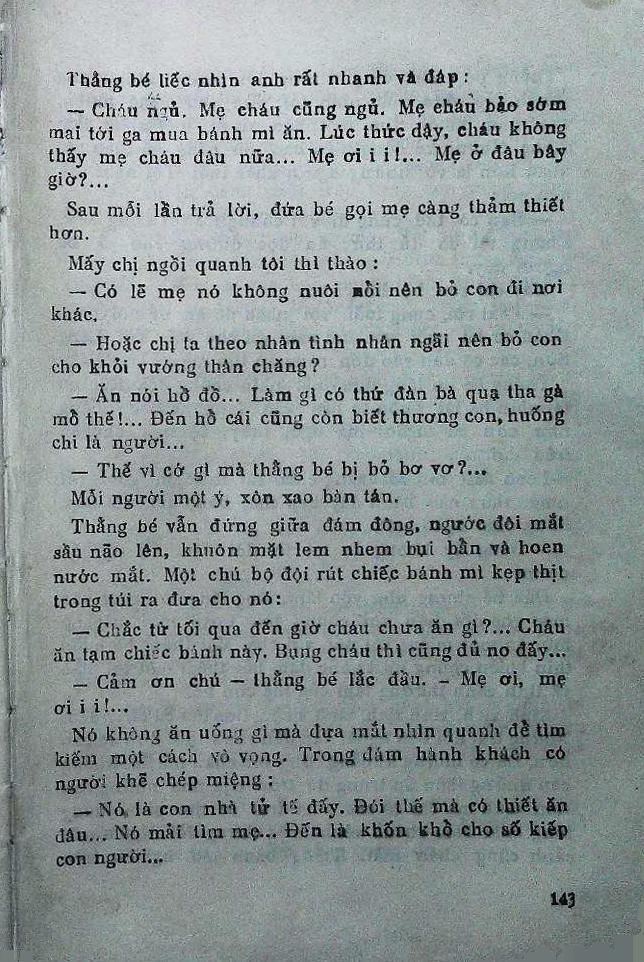 Thằng bé liếc nhìn anh rất nhanh và đáp :
— Cháu ngủ. Mẹ cháu cũng ngủ. Mẹ cháu bảo sớm
mai tới ga mua bánh mì ăn. Lúc thức dậy, cháu không
thấy mẹ cháu đâu nữa... Mẹ ơi i i!... Mẹ ở đâu bây
giờ?...
Sau mỗi lần trả lời, đứa bé gọi mẹ càng thảm thiết
hơn.
Mấy chị ngồi quanh tôi thì thào :
— Có lẽ mẹ nó không nuôi nồi nên bỏ con đi nơi
khác.
— Hoặc chị ta theo nhân tình nhân ngãi nên bỏ con
cho khỏi vướng thân chăng ?
— Ăn nói hồ đồ... Làm gì có thứ đàn bà quạ tha gà
mổ thế!... Đến hổ cái cũng còn biết thương con, huống
chi là người...
— Thế vì cớ gì mà thằng bé bị bỏ bơ vơ?...
Mỗi người một ý, xôn xao bàn tán.
Thằng bé vẫn đứng giữa đám đông, ngước đôi mắt
sầu não lên, khuôn mặt lem nhem bụi bẩn và hoen
nước mắt. Một chú bộ đội rút chiếc bánh mì kẹp thịt
trong túi ra đưa cho nó:
— Chắc từ tối qua đến giờ cháu chưa ăn gì?... Cháu
ăn tạm chiếc bánh này. Bụng cháu thì cũng đủ no đấy...
— Cảm ơn chú — thằng bé lắc đầu. - Mẹ ơi, mẹ
ơi i i!...
Nó không ăn uống gì mà đưa mắt nhìn quanh để tìm
kiếm một cách vô vọng. Trong đám hành khách có
người khẽ chép miệng :
— Nó là con nhà tử tế đấy. Đói thế mà có thiết ăn
đâu... Nó mải tìm mẹ... Đến là khốn khổ cho số kiếp
con người...
143